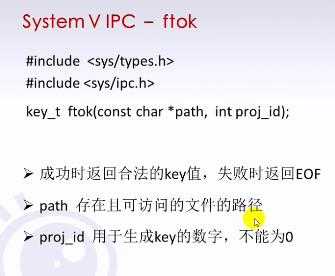 System V IPC – ftok
#include <sys/types.h>
#include <sys/ipc.h>
key_t ftok(const char *path, int proj_id);
➢ 成功时返回合法的key值，失败时返回EOF
➢ path 存在且可访问的文件的路径
➢ proj_id 用于生成key的数字，不能为0